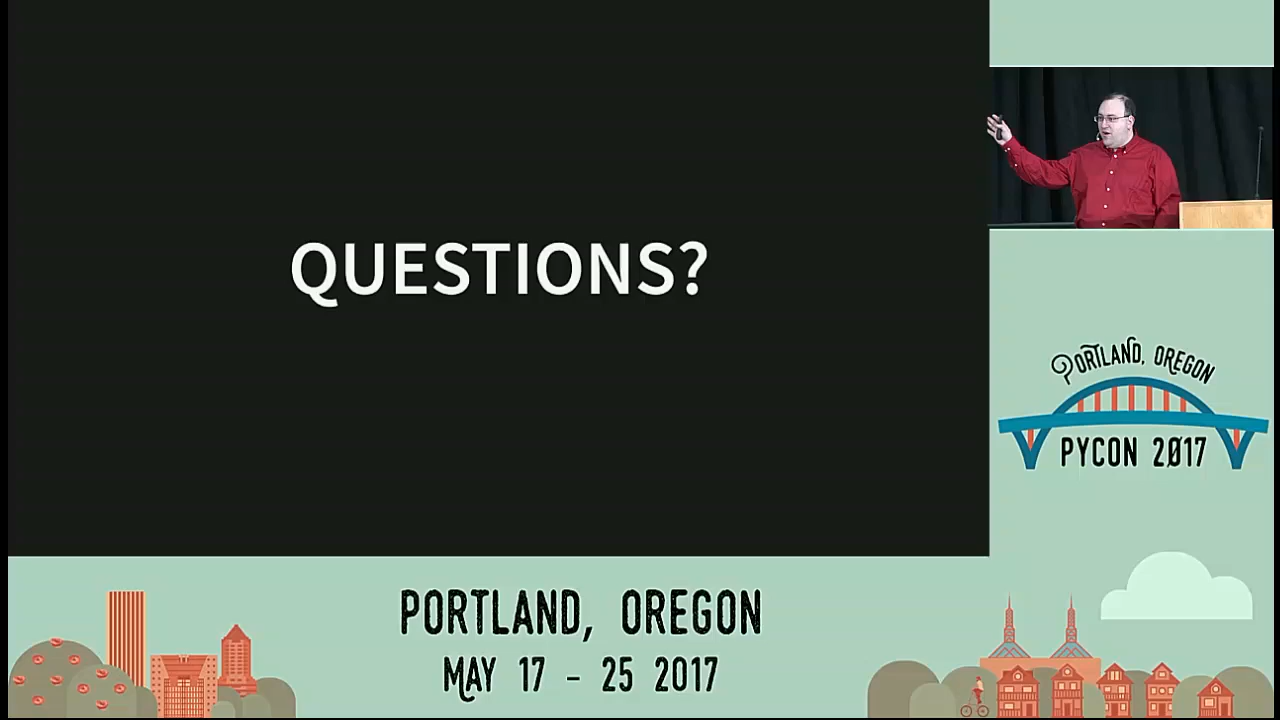 QUESTIONS?
PORTLAND, OREGON
PYCON 2017
PORTLAND, OREGON
MAY 17 - 25 2017